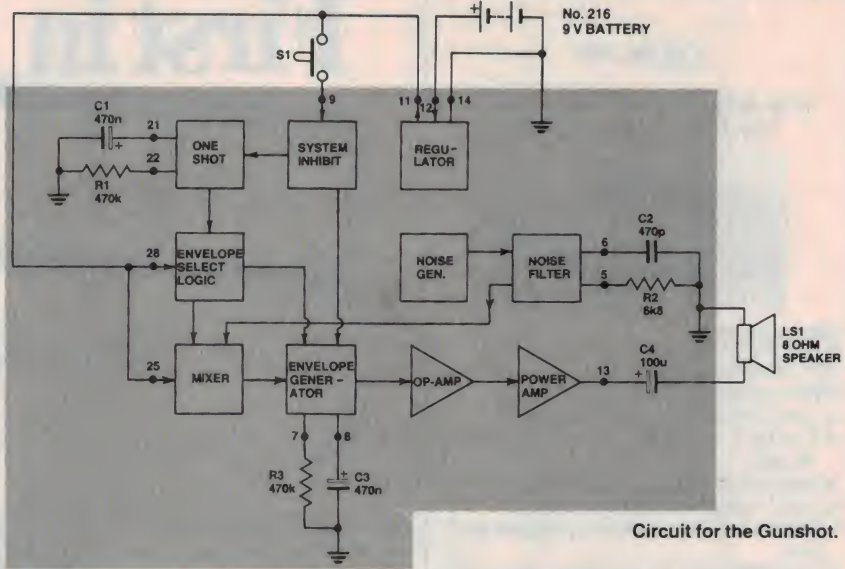 No. 216
9 V BATTERY
S1
9
11
12
14
C1
470n
+
21
22
R1
470k
ONE
SHOT
SYSTEM
INHIBIT
REGU -
LATOR
+
C2
470p
6
5
R2
6k8
NOISE
GEN.
NOISE
FILTER
28
ENVELOPE
SELECT
LOGIC
LS1
8 OHM
SPEAKER
25
MIXER
ENVELOPE
GENER -
ATOR
OP-AMP
POWER
AMP
13
C4
100u
+
7
8
R3
470k
+
C3
470n
Circuit for the Gunshot.